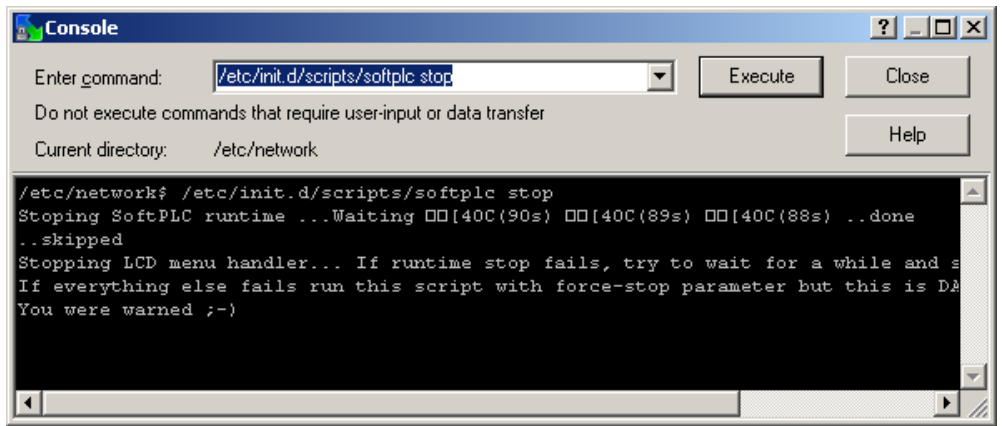 Console
Enter command: /etc/init.d/scripts/softplc stop Execute Close
Do not execute commands that require user-input or data transfer
Help
Current directory: /etc/network
/etc/network$ /etc/init.d/scripts/softplc stop
Stoping SoftPLC runtime ...Waiting □□[40C(90s) □□[40C(89s) □□[40C(88s) ..done
..skipped
Stopping LCD menu handler... If runtime stop fails, try to wait for a while and s
If everything else fails run this script with force-stop parameter but this is DA
You were warned ;-)